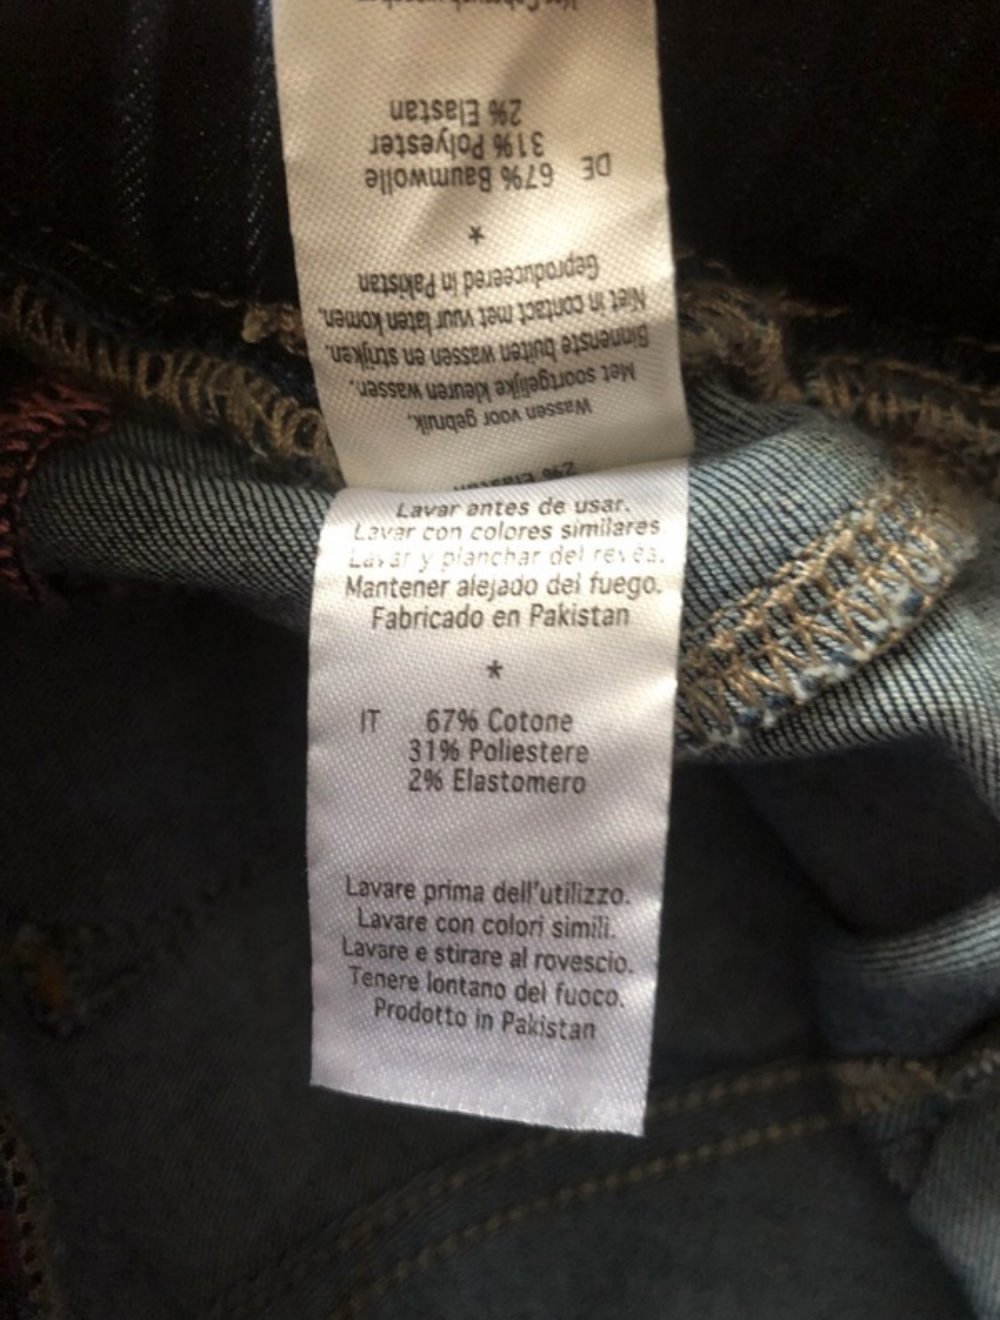 Wassen voor gebruik.
Met soortgelijke kleuren wassen.
Binnenste buiten wassen en strijken.
Niet in contact met vuur laten komen.
Geproduceerd in Pakistan
*
DE 67% Baumwolle
31% Polyester
2% Elastan
2% Elastan
Lavar antes de usar.
Lavar con colores similares
Lavar y planchar del revés.
Mantener alejado del fuego.
Fabricado en Pakistan
*
IT 67% Cotone
31% Poliestere
2% Elastomero
Lavare prima dell'utilizzo.
Lavare con colori simili.
Lavare e stirare al rovescio.
Tenere lontano del fuoco.
Prodotto in Pakistan